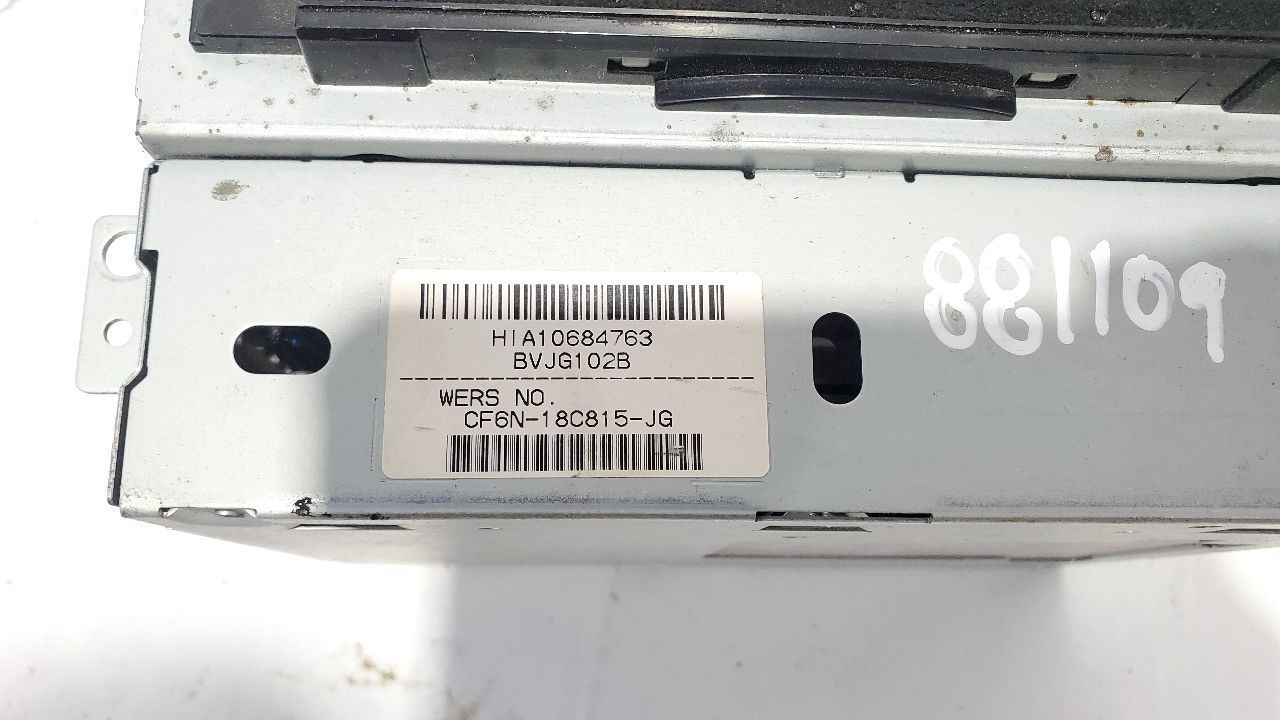 881109
HIA10684763
BVJG102B
WERS NO.
CF6N-18C815-JG